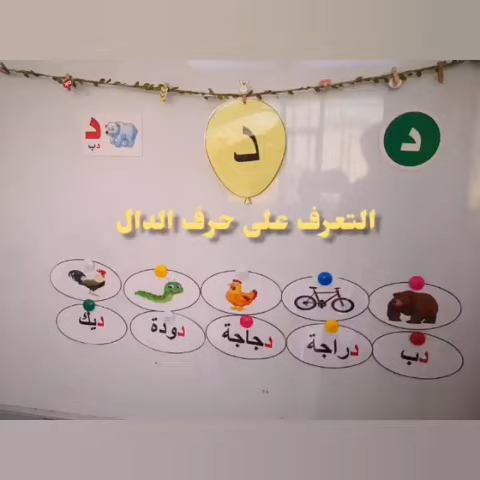 د
د
د
دب
التعرف على حرف الدال
دب
دراجة
دجاجة
دودة
ديك